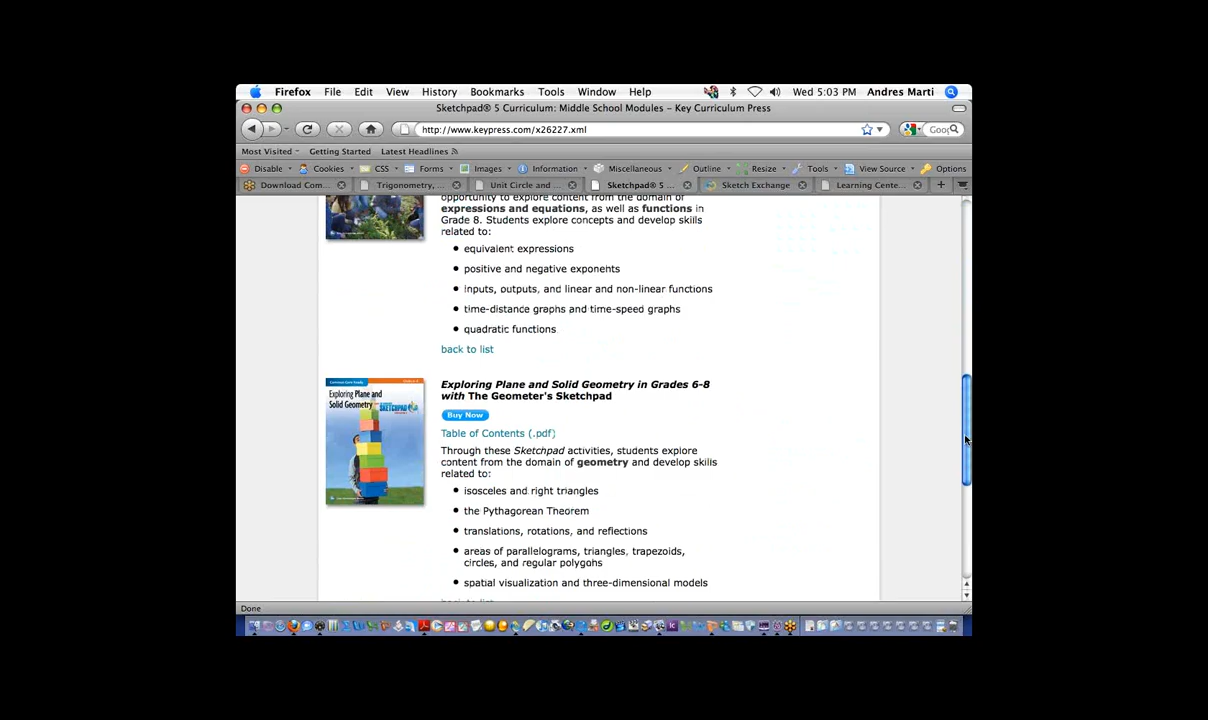 Firefox File Edit View History Bookmarks Tools Window Help Wed 5:03 PM Andres Marti
Sketchpad® 5 Curriculum: Middle School Modules – Key Curriculum Press
http://www.keypress.com/x26227.xml
Goog
Most Visited Getting Started Latest Headlines
Disable Cookies CSS Forms Images Information Miscellaneous Outline Resize Tools View Source Options
Download Com... Trigonometry, ... Unit Circle and ... Sketchpad® 5 ... Sketch Exchange Learning Cente...
opportunity to explore content from the domain of
expressions and equations, as well as functions in
Grade 8. Students explore concepts and develop skills
related to:
• equivalent expressions
• positive and negative exponents
• inputs, outputs, and linear and non-linear functions
• time-distance graphs and time-speed graphs
• quadratic functions
back to list
Exploring Plane and
Solid Geometry in
SKETCHPAD
Exploring Plane and Solid Geometry in Grades 6-8
with The Geometer's Sketchpad
Buy Now
Table of Contents (.pdf)
Through these Sketchpad activities, students explore
content from the domain of geometry and develop skills
related to:
• isosceles and right triangles
• the Pythagorean Theorem
• translations, rotations, and reflections
• areas of parallelograms, triangles, trapezoids,
circles, and regular polygons
• spatial visualization and three-dimensional models
back to list
Done